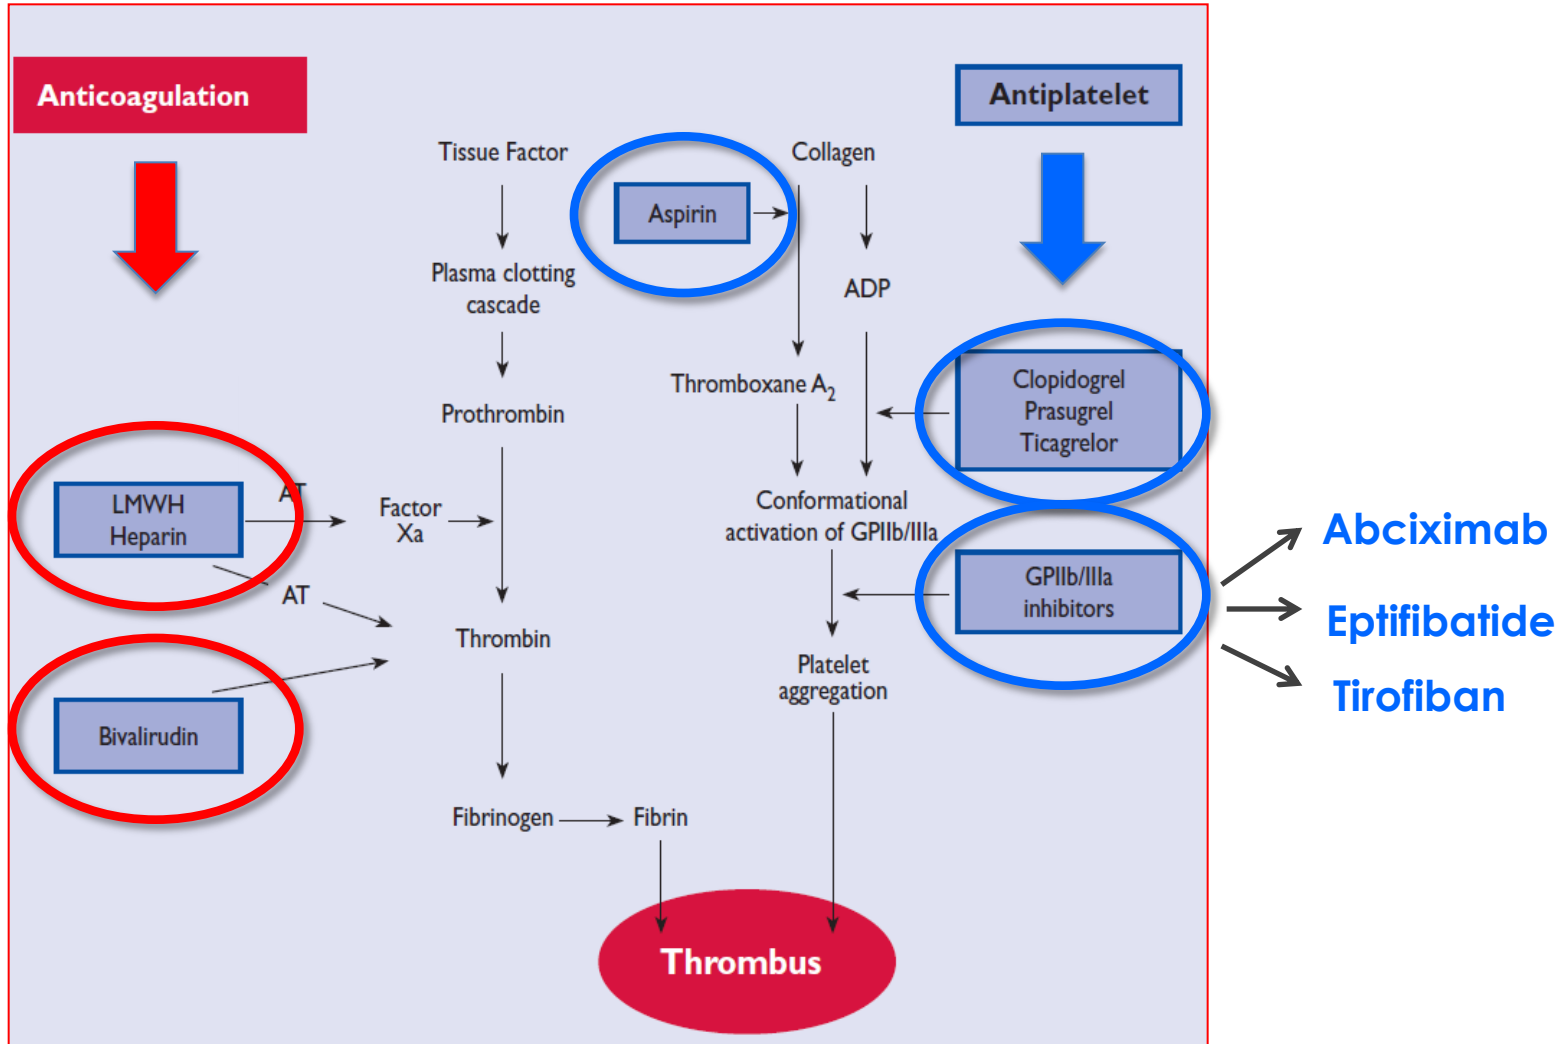 Anticoagulation
Antiplatelet
Tissue Factor
Collagen
Aspirin
Plasma clotting
cascade
ADP
Thromboxane A2
Clopidogrel
Prasugrel
Ticagrelor
Prothrombin
LMWH
Heparin
AT
Factor
Xa
Conformational
activation of GPIIb/IIIa
GPIIb/IIIa
inhibitors
Abciximab
Eptifibatide
Tirofiban
AT
Thrombin
Platelet
aggregation
Bivalirudin
Fibrinogen
Fibrin
Thrombus